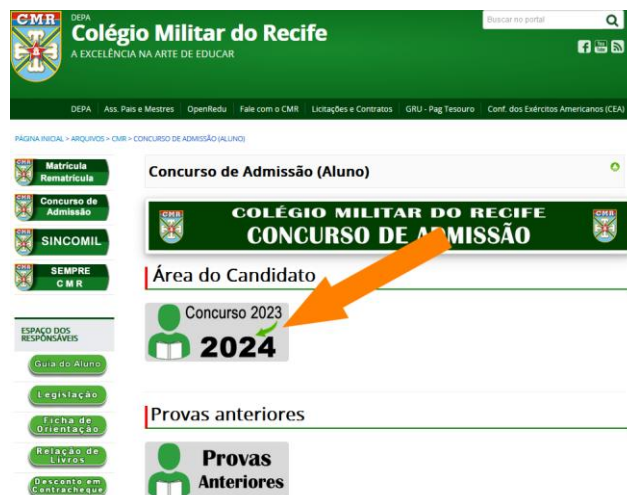 CMR
DEPA
Colégio Militar do Recife
A EXCELÊNCIA NA ARTE DE EDUCAR
Buscar no portal
DEPA Ass. Pais e Mestres OpenRedu Fale com o CMR Licitações e Contratos GRU - Pag Tesouro Conf. dos Exércitos Americanos (CEA)
PÁGINA INICIAL > ARQUIVOS > CMR > CONCURSO DE ADMISSÃO (ALUNO)
Matrícula
Rematrícula
Concurso de
Admissão
SINCOMIL
SEMPRE
CMR
ESPAÇO DOS
RESPONSÁVEIS
Guia do Aluno
Legislação
Ficha de
Orientação
Relação de
Livros
Desconto em
Contracheque
Concurso de Admissão (Aluno)
CMR
COLÉGIO MILITAR DO RECIFE
CONCURSO DE ADMISSÃO
CMR
Área do Candidato
Concurso 2023
2024
Provas anteriores
Provas
Anteriores